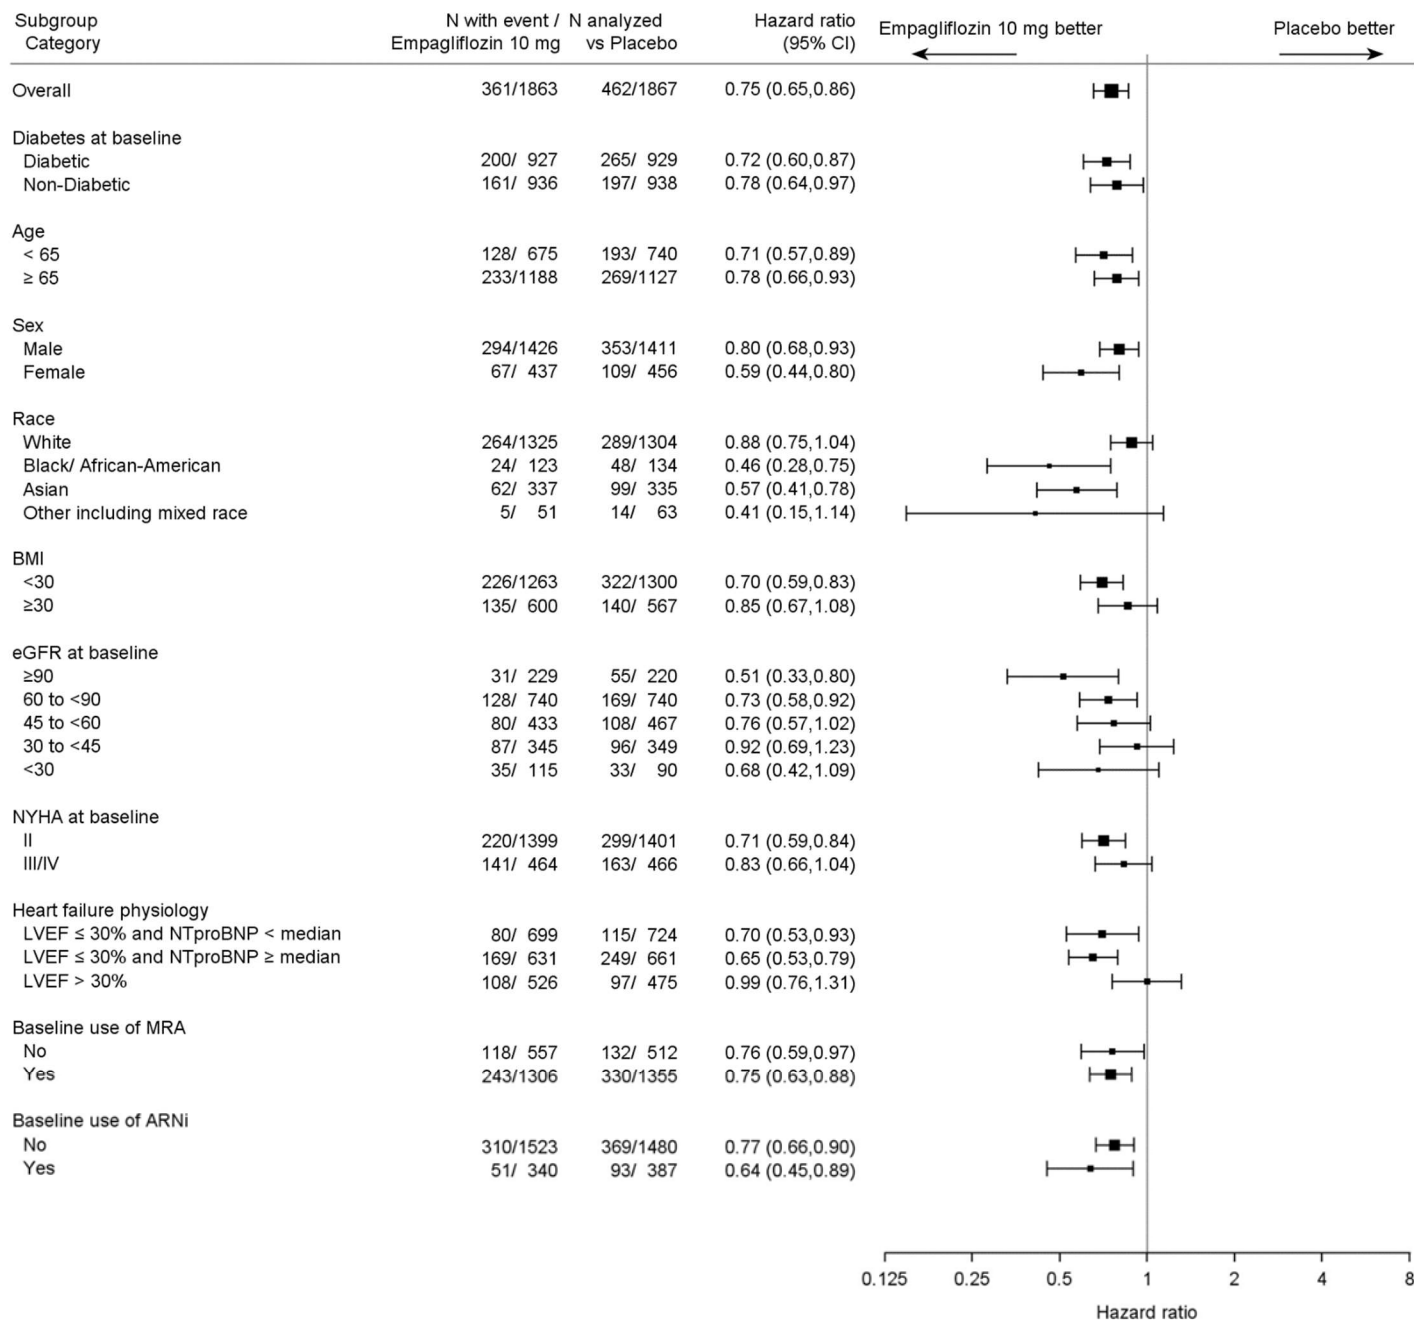 Subgroup N with event / N analyzed Hazard ratio Empagliflozin 10 mg better Placebo better
Category Empagliflozin 10 mg vs Placebo (95% CI)
Overall 361/1863 462/1867 0.75 (0.65,0.86)
Diabetes at baseline
Diabetic 200/ 927 265/ 929 0.72 (0.60,0.87)
Non-Diabetic 161/ 936 197/ 938 0.78 (0.64,0.97)
Age
< 65 128/ 675 193/ 740 0.71 (0.57,0.89)
≥ 65 233/1188 269/1127 0.78 (0.66,0.93)
Sex
Male 294/1426 353/1411 0.80 (0.68,0.93)
Female 67/ 437 109/ 456 0.59 (0.44,0.80)
Race
White 264/1325 289/1304 0.88 (0.75,1.04)
Black/ African-American 24/ 123 48/ 134 0.46 (0.28,0.75)
Asian 62/ 337 99/ 335 0.57 (0.41,0.78)
Other including mixed race 5/ 51 14/ 63 0.41 (0.15,1.14)
BMI
<30 226/1263 322/1300 0.70 (0.59,0.83)
≥30 135/ 600 140/ 567 0.85 (0.67,1.08)
eGFR at baseline
≥90 31/ 229 55/ 220 0.51 (0.33,0.80)
60 to <90 128/ 740 169/ 740 0.73 (0.58,0.92)
45 to <60 80/ 433 108/ 467 0.76 (0.57,1.02)
30 to <45 87/ 345 96/ 349 0.92 (0.69,1.23)
<30 35/ 115 33/ 90 0.68 (0.42,1.09)
NYHA at baseline
II 220/1399 299/1401 0.71 (0.59,0.84)
III/IV 141/ 464 163/ 466 0.83 (0.66,1.04)
Heart failure physiology
LVEF ≤ 30% and NTproBNP < median 80/ 699 115/ 724 0.70 (0.53,0.93)
LVEF ≤ 30% and NTproBNP ≥ median 169/ 631 249/ 661 0.65 (0.53,0.79)
LVEF > 30% 108/ 526 97/ 475 0.99 (0.76,1.31)
Baseline use of MRA
No 118/ 557 132/ 512 0.76 (0.59,0.97)
Yes 243/1306 330/1355 0.75 (0.63,0.88)
Baseline use of ARNi
No 310/1523 369/1480 0.77 (0.66,0.90)
Yes 51/ 340 93/ 387 0.64 (0.45,0.89)
0.125 0.25 0.5 1 2 4 8
Hazard ratio